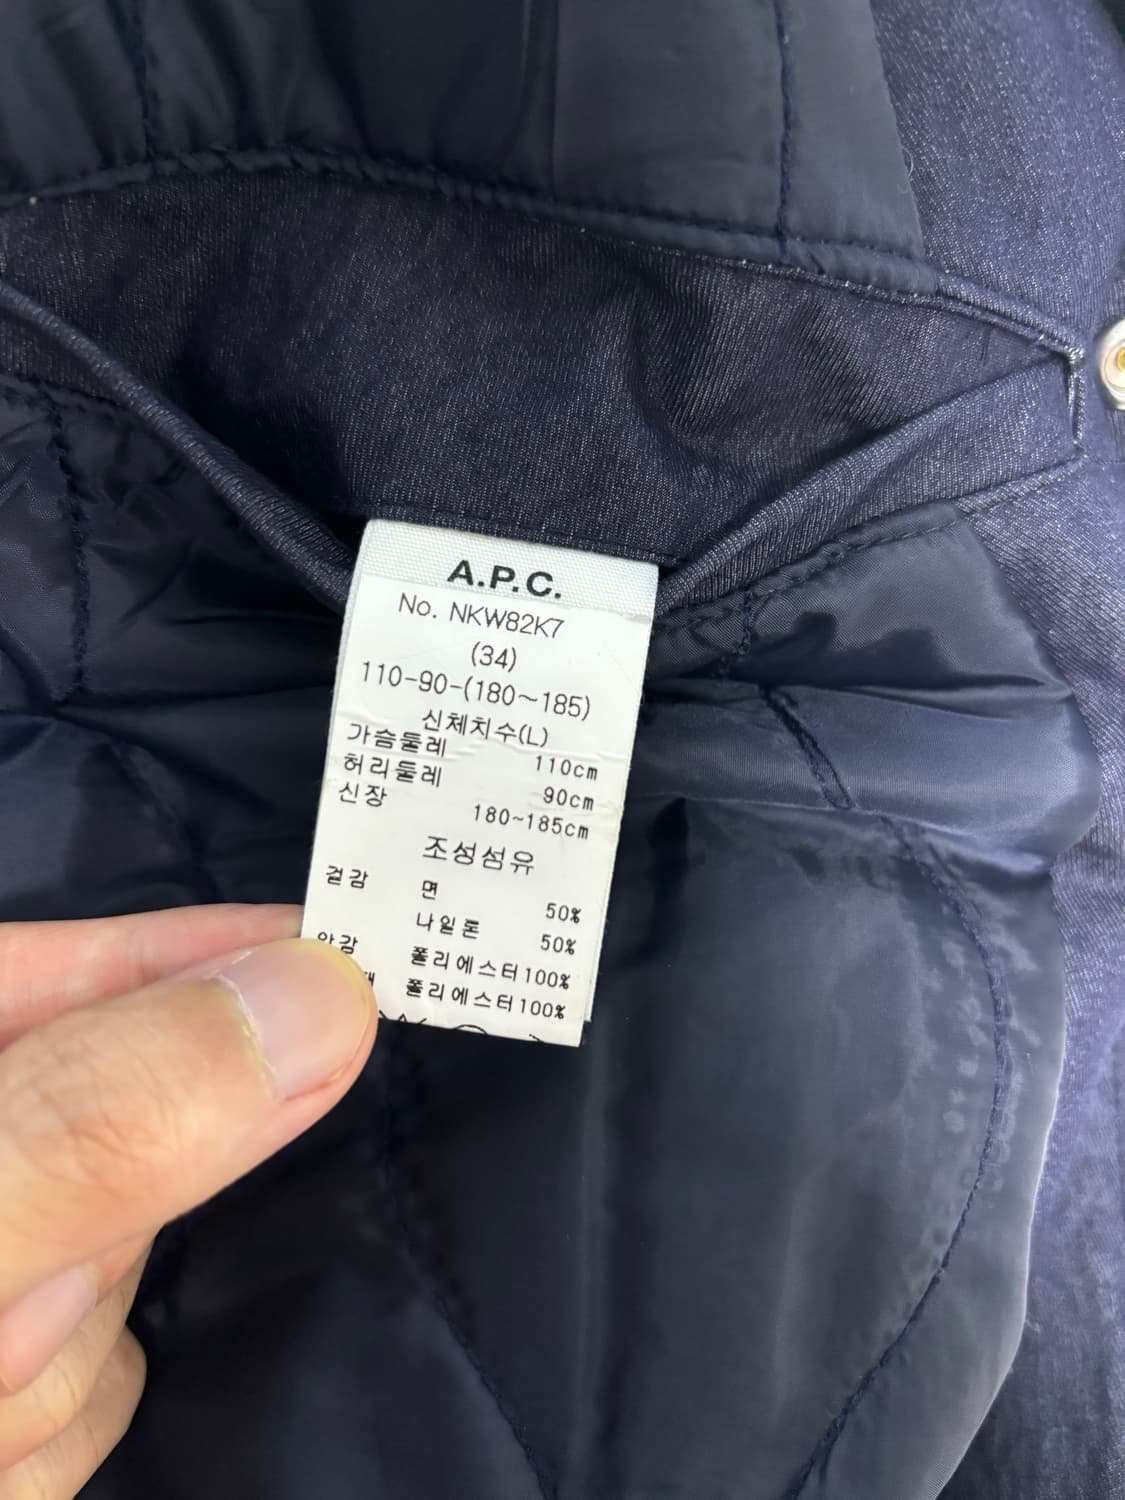 A.P.C.
No. NKW82K7
(34)
110-90-(180~185)
신체치수(L)
가슴둘레 110cm
허리둘레 90cm
신장 180~185cm
조성섬유
겉감 면 50%
나일론 50%
안감 폴리에스터100%
폴리에스터100%